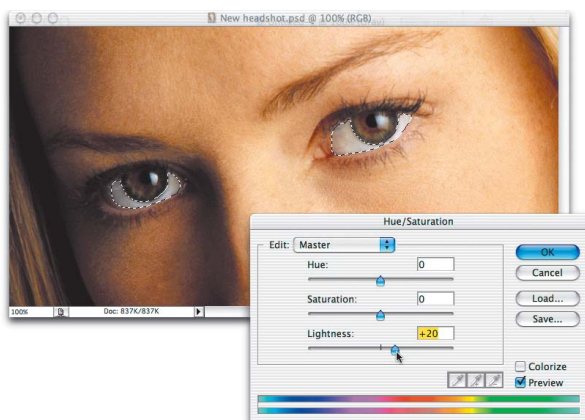 New headshot.psd @ 100% (RGB)
100%
Doc: 837K/837K
Hue/Saturation
Edit: Master
OK
Hue: 0
Cancel
Saturation: 0
Load...
Save...
Lightness: +20
Colorize
Preview